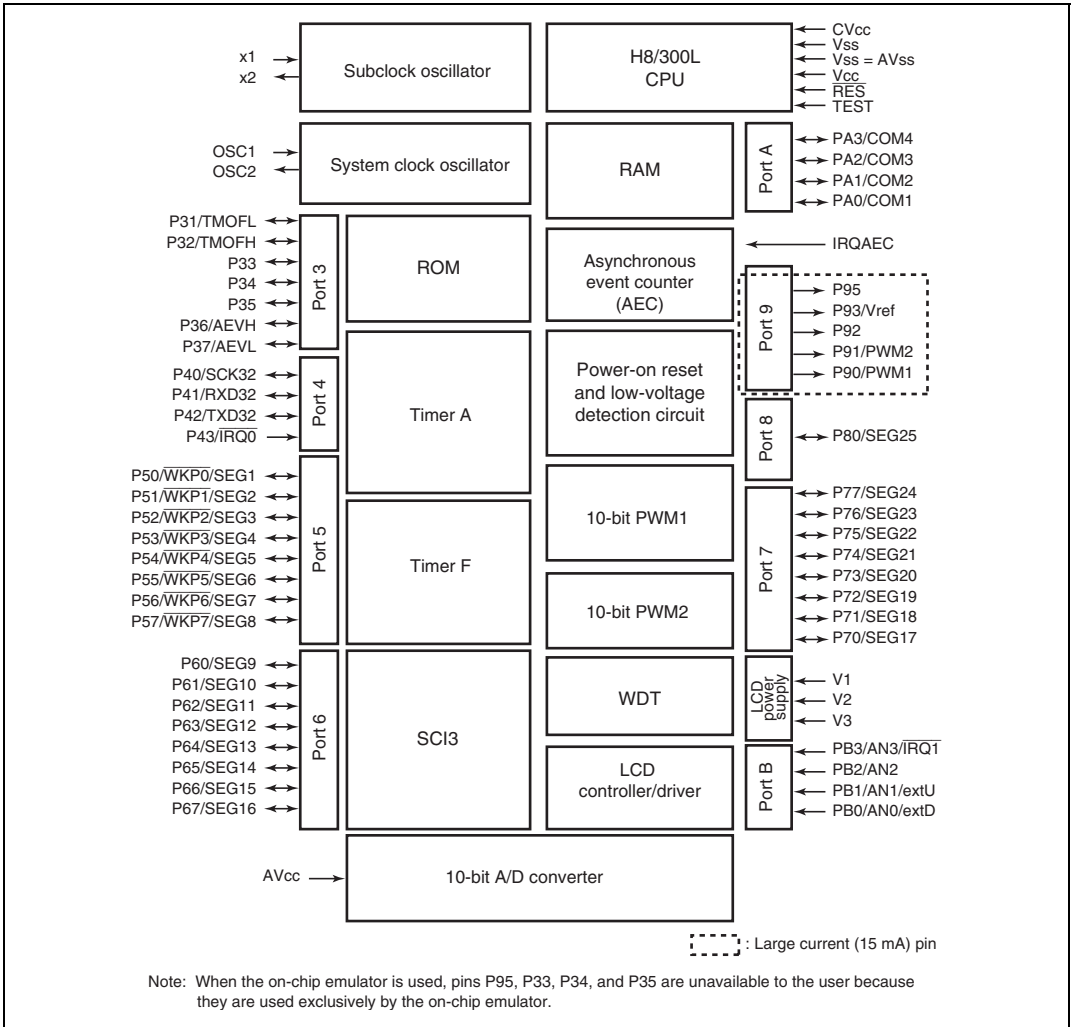 x1
x2
Subclock oscillator
H8/300L
CPU
CVcc
Vss
Vss = AVss
Vcc
RES
TEST
OSC1
OSC2
System clock oscillator
RAM
Port A
PA3/COM4
PA2/COM3
PA1/COM2
PA0/COM1
P31/TMOFL
P32/TMOFH
P33
P34
P35
P36/AEVH
P37/AEVL
Port 3
ROM
Asynchronous
event counter
(AEC)
IRQAEC
Port 9
P95
P93/Vref
P92
P91/PWM2
P90/PWM1
P40/SCK32
P41/RXD32
P42/TXD32
P43/IRQ0
Port 4
Timer A
Power-on reset
and low-voltage
detection circuit
Port 8
P80/SEG25
P50/WKP0/SEG1
P51/WKP1/SEG2
P52/WKP2/SEG3
P53/WKP3/SEG4
P54/WKP4/SEG5
P55/WKP5/SEG6
P56/WKP6/SEG7
P57/WKP7/SEG8
Port 5
Timer F
10-bit PWM1
10-bit PWM2
Port 7
P77/SEG24
P76/SEG23
P75/SEG22
P74/SEG21
P73/SEG20
P72/SEG19
P71/SEG18
P70/SEG17
P60/SEG9
P61/SEG10
P62/SEG11
P63/SEG12
P64/SEG13
P65/SEG14
P66/SEG15
P67/SEG16
Port 6
SCI3
WDT
LCD
power
supply
V1
V2
V3
LCD
controller/driver
Port B
PB3/AN3/IRQ1
PB2/AN2
PB1/AN1/extU
PB0/AN0/extD
AVcc
10-bit A/D converter
: Large current (15 mA) pin
Note: When the on-chip emulator is used, pins P95, P33, P34, and P35 are unavailable to the user because
they are used exclusively by the on-chip emulator.